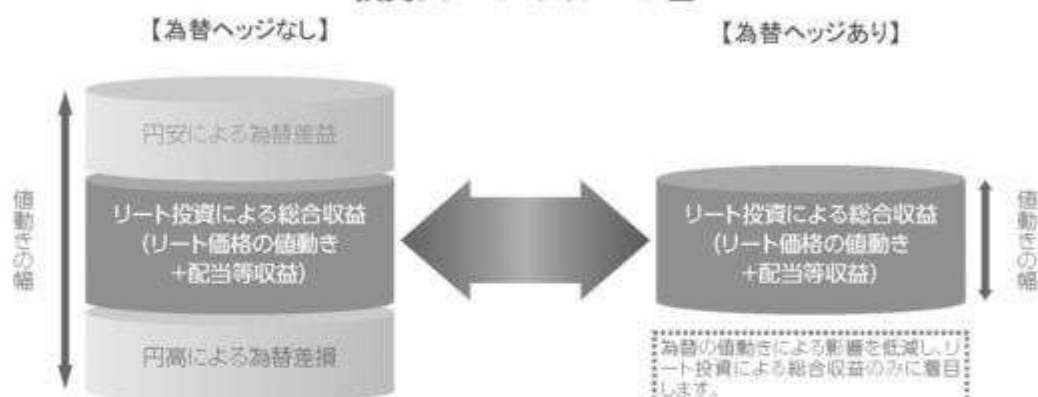 【為替ヘッジなし】
【為替ヘッジあり】
値動きの幅
円安による為替差益
リート投資による総合収益
(リート価格の値動き
+配当等収益)
円高による為替差損
リート投資による総合収益
(リート価格の値動き
+配当等収益)
値動きの幅
為替の値動きによる影響を低減し、リ
ート投資による総合収益のみに着目
します。